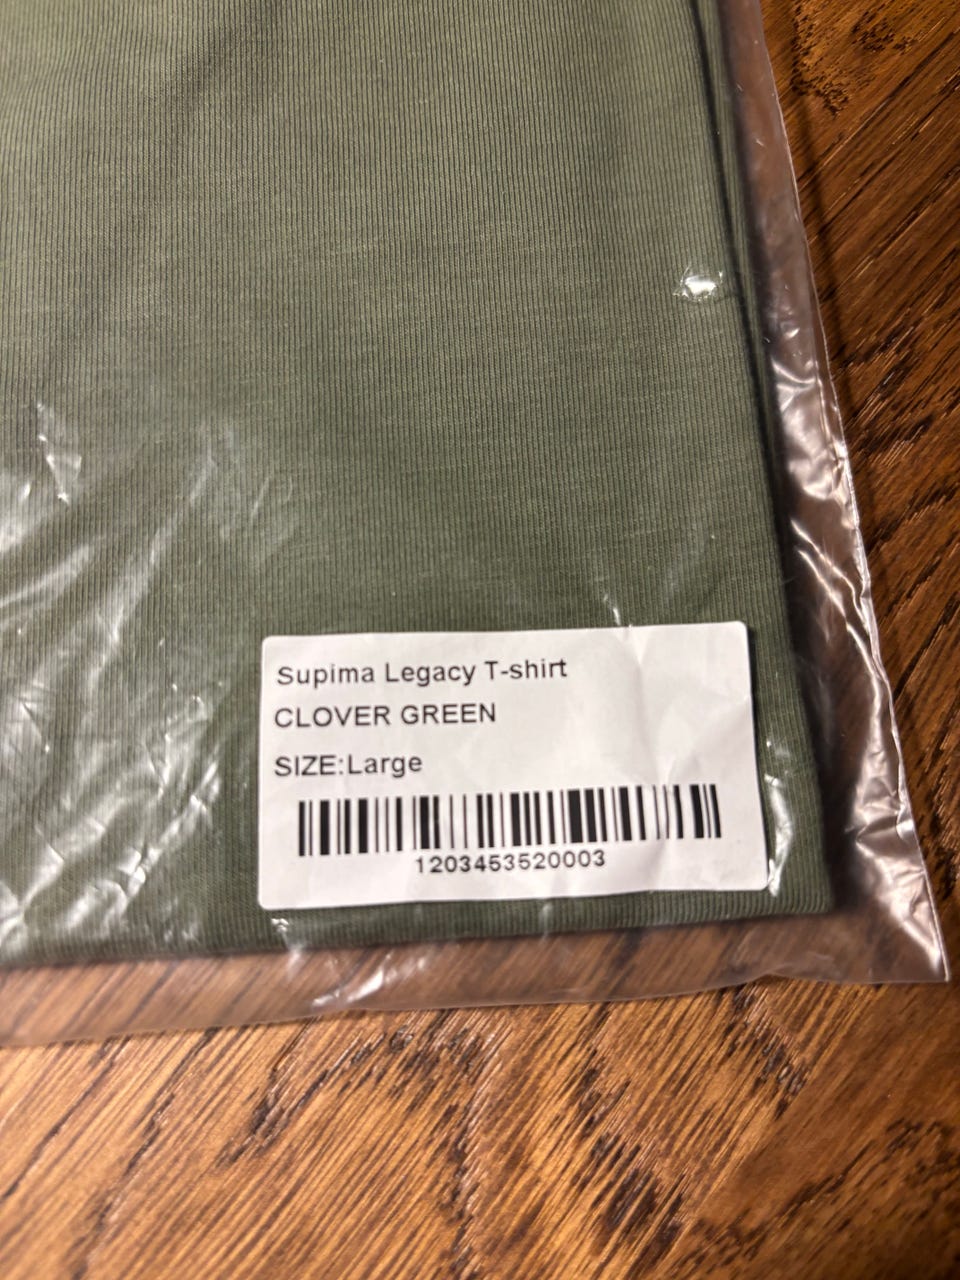 Supima Legacy T-shirt
CLOVER GREEN
SIZE:Large
1203453520003